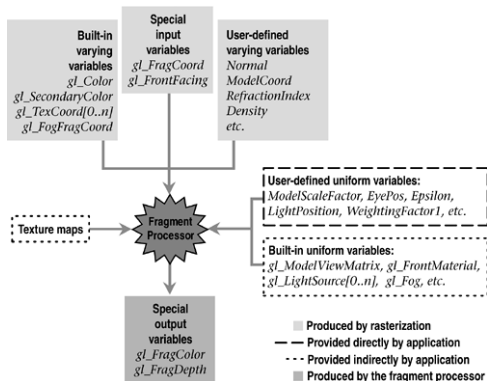 Built-in
varying
variables
gl_Color
gl_SecondaryColor
gl_TexCoord[0..n]
gl_FogFragCoord
Special
input
variables
gl_FragCoord
gl_FrontFacing
User-defined
varying variables
Normal
ModelCoord
RefractionIndex
Density
etc.
Texture maps
Fragment
Processor
User-defined uniform variables:
ModelScaleFactor, EyePos, Epsilon,
LightPosition, WeightingFactor1, etc.
Built-in uniform variables:
gl_ModelViewMatrix, gl_FrontMaterial,
gl_LightSource[0..n], gl_Fog, etc.
Special
output
variables
gl_FragColor
gl_FragDepth
Produced by rasterization
Provided directly by application
Provided indirectly by application
Produced by the fragment processor